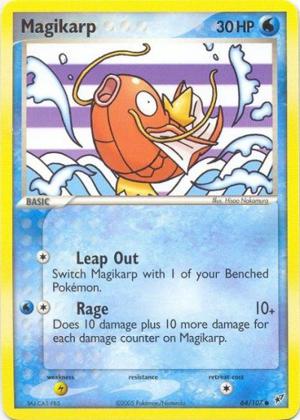 Magikarp 30 HP
BASIC Illus. Hisao Nakamura
Leap Out
Switch Magikarp with 1 of your Benched
Pokémon.
Rage 10+
Does 10 damage plus 10 more damage for
each damage counter on Magikarp.
weakness resistance retreat cost
©2005 Pokémon/Nintendo 64/107